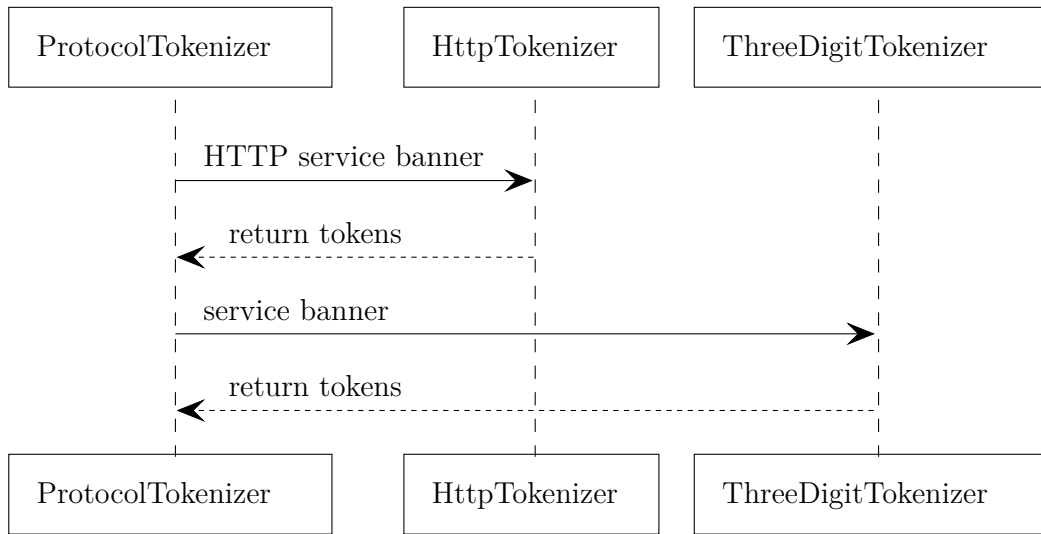 ProtocolTokenizer
HttpTokenizer
ThreeDigitTokenizer
HTTP service banner
return tokens
service banner
return tokens
ProtocolTokenizer
HttpTokenizer
ThreeDigitTokenizer